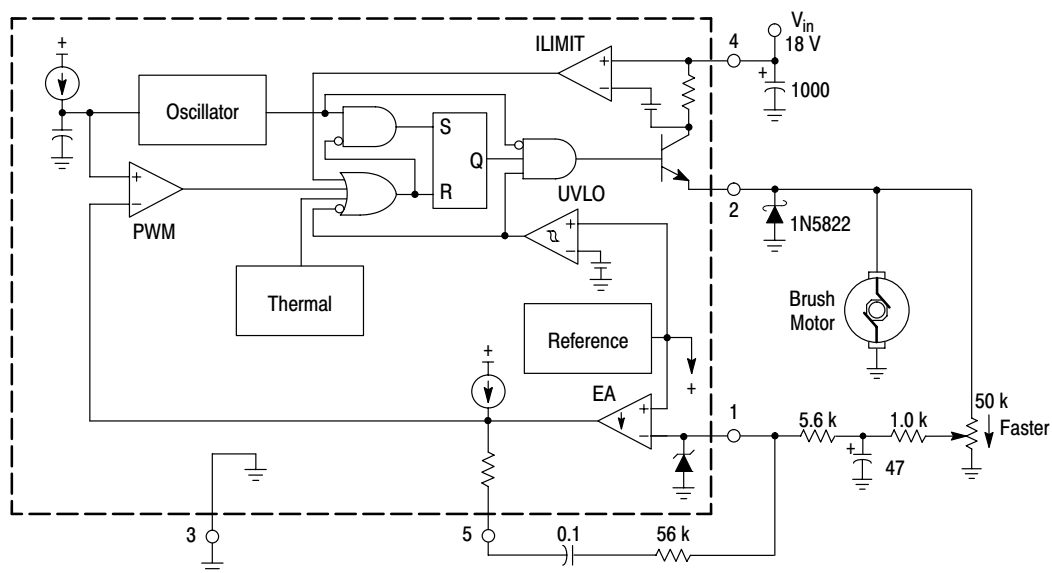 V_in
18 V
4
+
1000
ILIMIT
+
−
+
Oscillator
S
Q
R
UVLO
+
−
PWM
2
1N5822
+
−
Thermal
Brush
Motor
Reference
+
+
EA
+
−
1
5.6 k
1.0 k
50 k
Faster
+
47
3
5
0.1
56 k